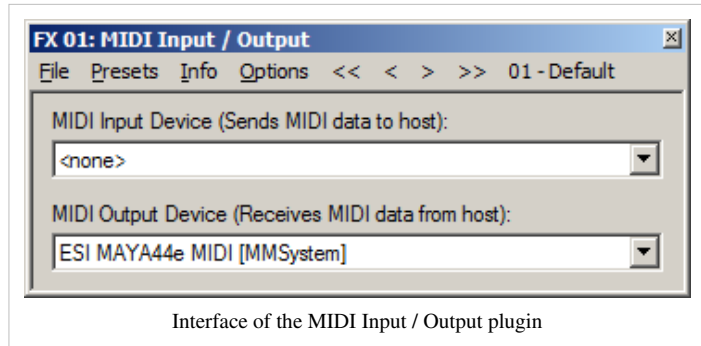 FX 01: MIDI Input / Output
File Presets Info Options << < > >> 01 - Default
MIDI Input Device (Sends MIDI data to host):
<none>
MIDI Output Device (Receives MIDI data from host):
ESI MAYA44e MIDI [MMSystem]
Interface of the MIDI Input / Output plugin